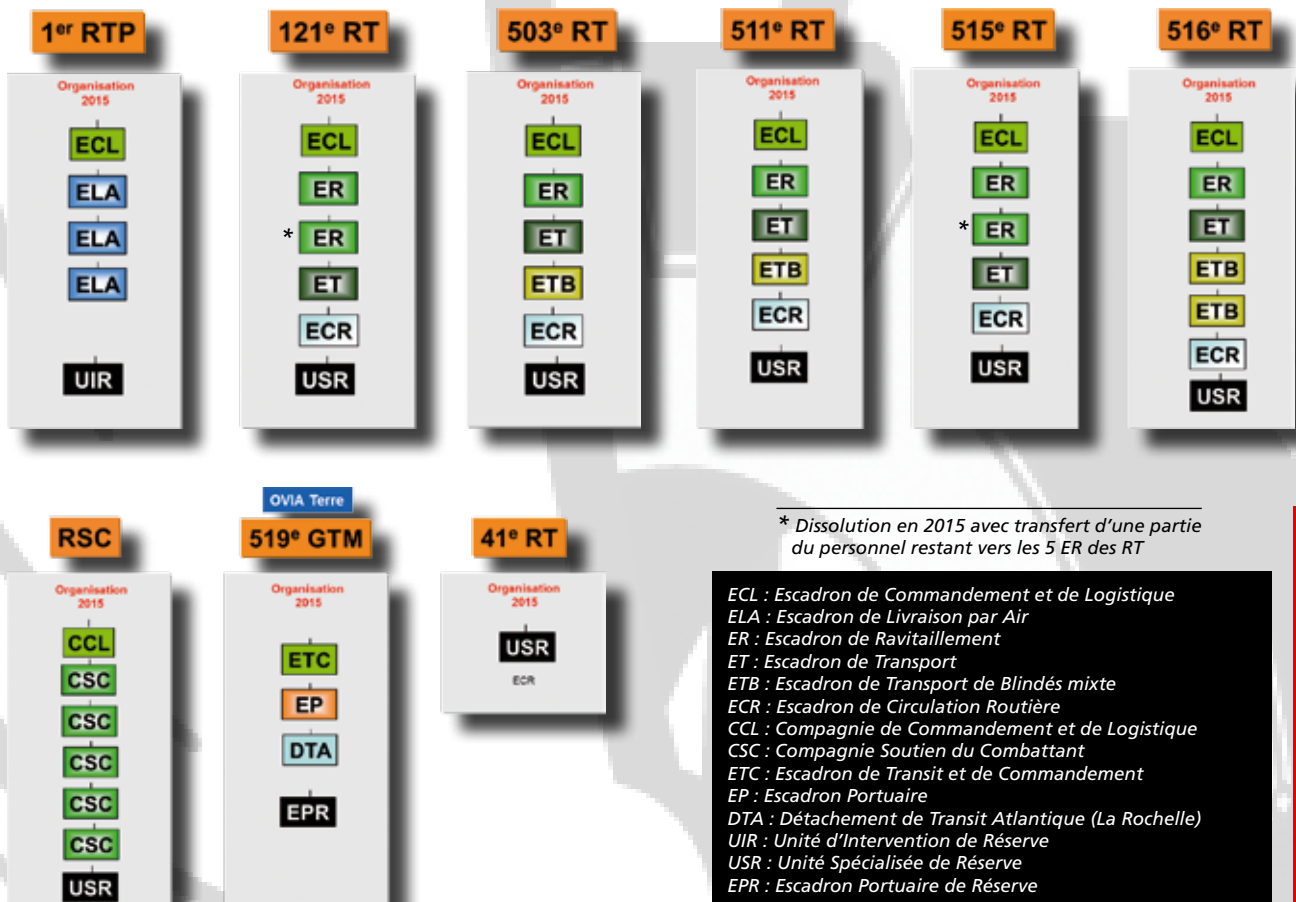 1er RTP
Organisation
2015
ECL
ELA
ELA
ELA
UIR
121e RT
Organisation
2015
ECL
ER
* ER
ET
ECR
USR
503e RT
Organisation
2015
ECL
ER
ET
ETB
ECR
USR
511e RT
Organisation
2015
ECL
ER
ET
ETB
ECR
USR
515e RT
Organisation
2015
ECL
ER
* ER
ET
ECR
USR
516e RT
Organisation
2015
ECL
ER
ET
ETB
ETB
ECR
USR
RSC
Organisation
2015
CCL
CSC
CSC
CSC
CSC
CSC
USR
OVIA Terre
519e GTM
Organisation
2015
ETC
EP
DTA
EPR
41e RT
Organisation
2015
USR
ECR
* Dissolution en 2015 avec transfert d'une partie
du personnel restant vers les 5 ER des RT
ECL : Escadron de Commandement et de Logistique
ELA : Escadron de Livraison par Air
ER : Escadron de Ravitaillement
ET : Escadron de Transport
ETB : Escadron de Transport de Blindés mixte
ECR : Escadron de Circulation Routière
CCL : Compagnie de Commandement et de Logistique
CSC : Compagnie Soutien du Combattant
ETC : Escadron de Transit et de Commandement
EP : Escadron Portuaire
DTA : Détachement de Transit Atlantique (La Rochelle)
UIR : Unité d'Intervention de Réserve
USR : Unité Spécialisée de Réserve
EPR : Escadron Portuaire de Réserve